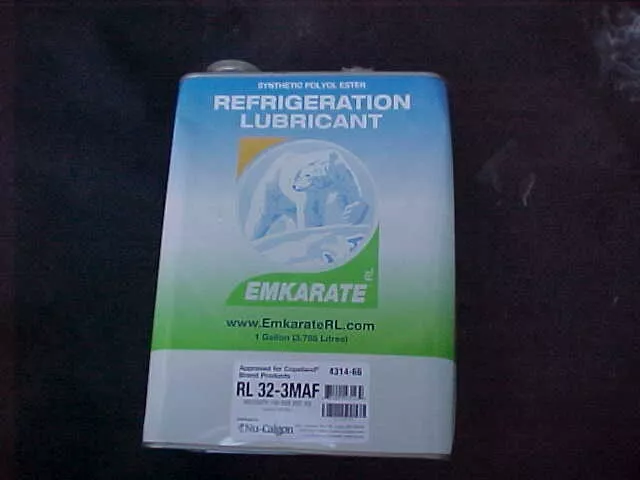 SYNTHETIC POLYOL ESTER
REFRIGERATION
LUBRICANT
EMKARATE RL
www.EmkarateRL.com
1 Gallon (3.785 Litres)
Approved for Copeland®
Brand Products
4314-66
RL 32-3MAF
Nu-Calgon